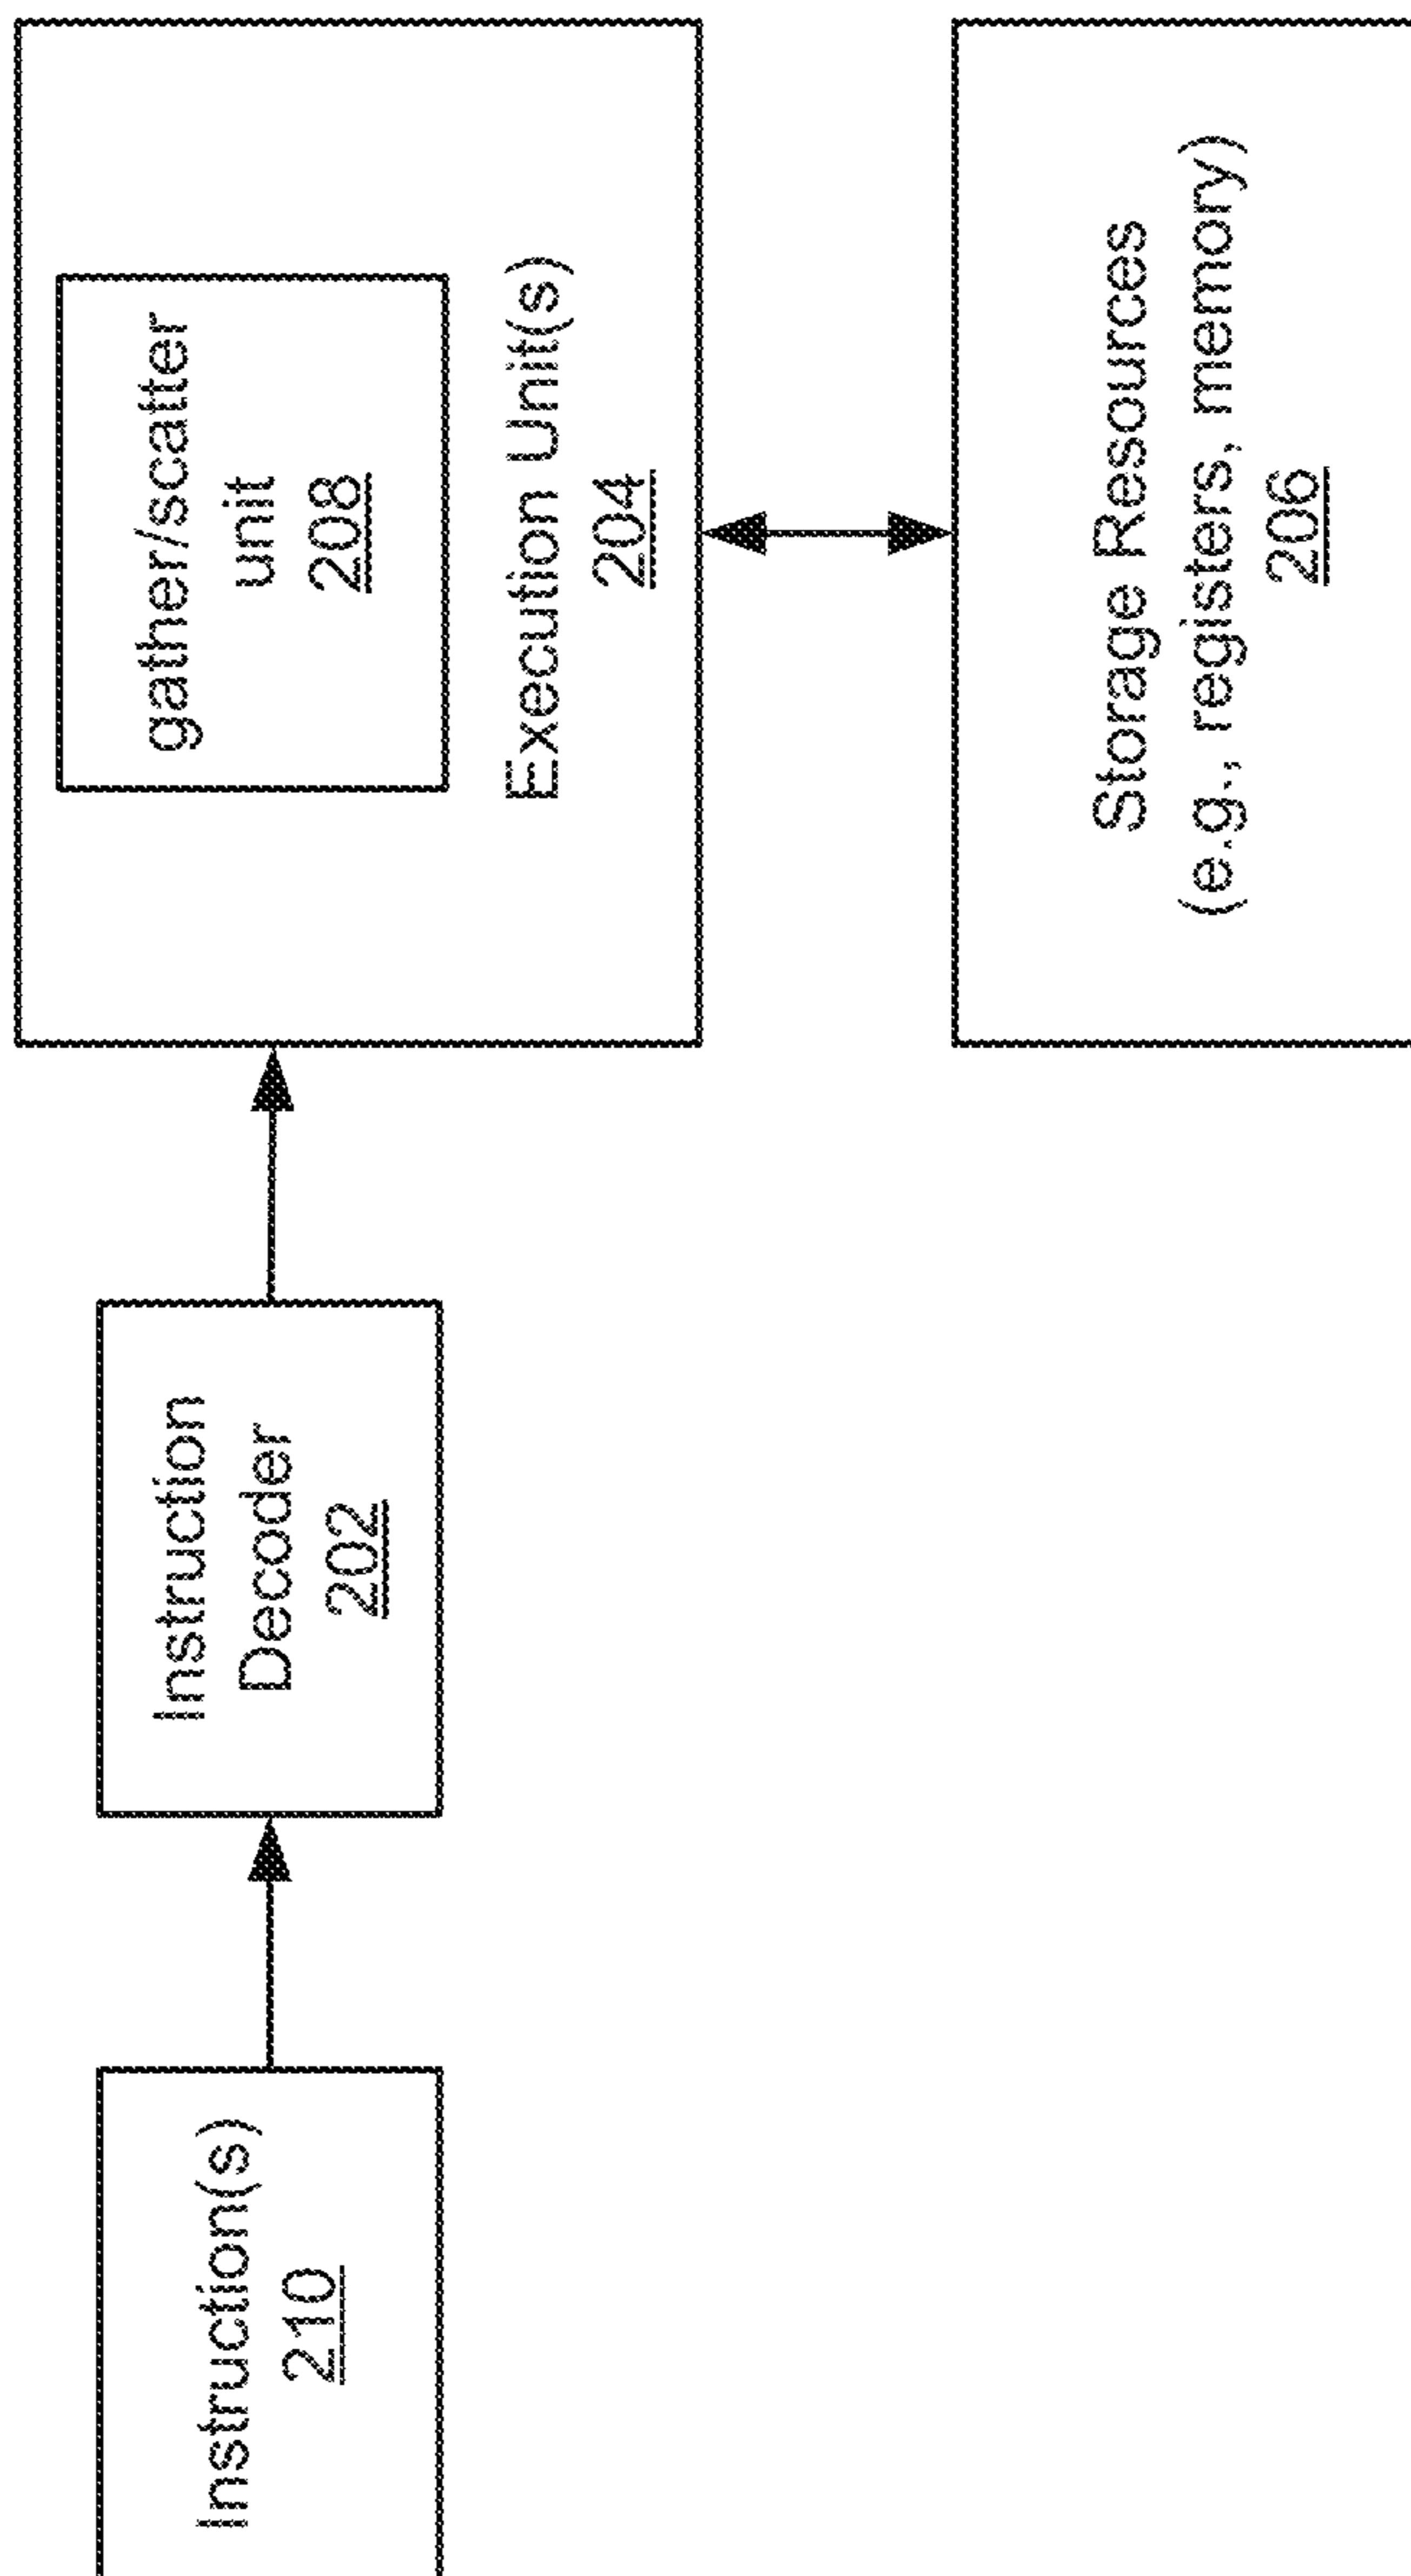 Instruction(s)
210
Instruction
Decoder
202
gather/scatter
unit
208
Execution Unit(s)
204
Storage Resources
(e.g., registers, memory)
206